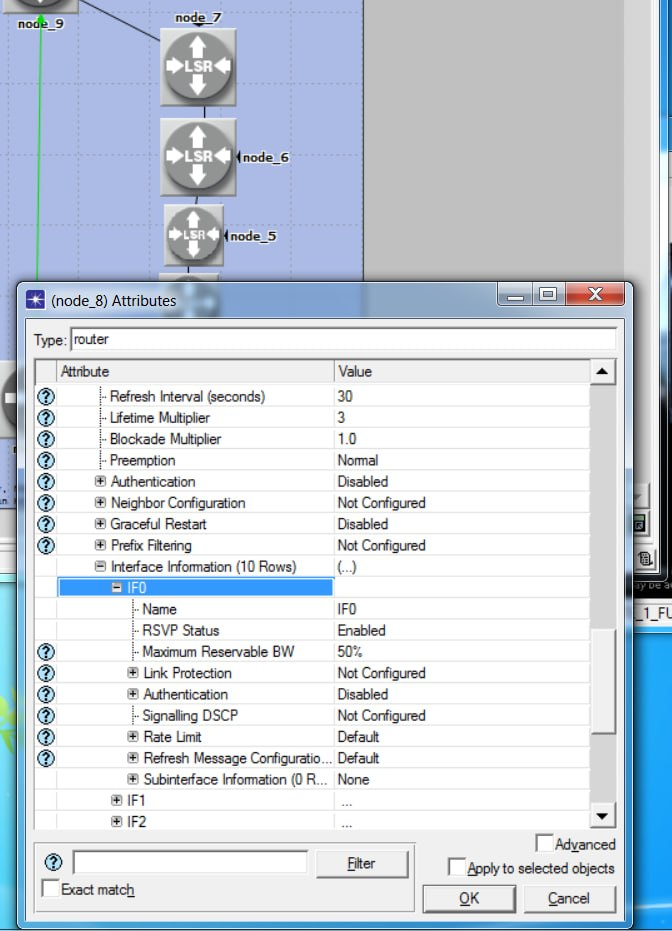 node_9
node_7
LSR
LSR
node_6
LSR
node_5
(node_8) Attributes
Type: router
Attribute Value
Refresh Interval (seconds) 30
Lifetime Multiplier 3
Blockade Multiplier 1.0
Preemption Normal
Authentication Disabled
Neighbor Configuration Not Configured
Graceful Restart Disabled
Prefix Filtering Not Configured
Interface Information (10 Rows) (...)
IF0
Name IF0
RSVP Status Enabled
Maximum Reservable BW 50%
Link Protection Not Configured
Authentication Disabled
Signalling DSCP Not Configured
Rate Limit Default
Refresh Message Configuratio... Default
Subinterface Information (0 R... None
IF1 ...
IF2 ...
Advanced
Filter
Apply to selected objects
Exact match
OK Cancel
_1_FU